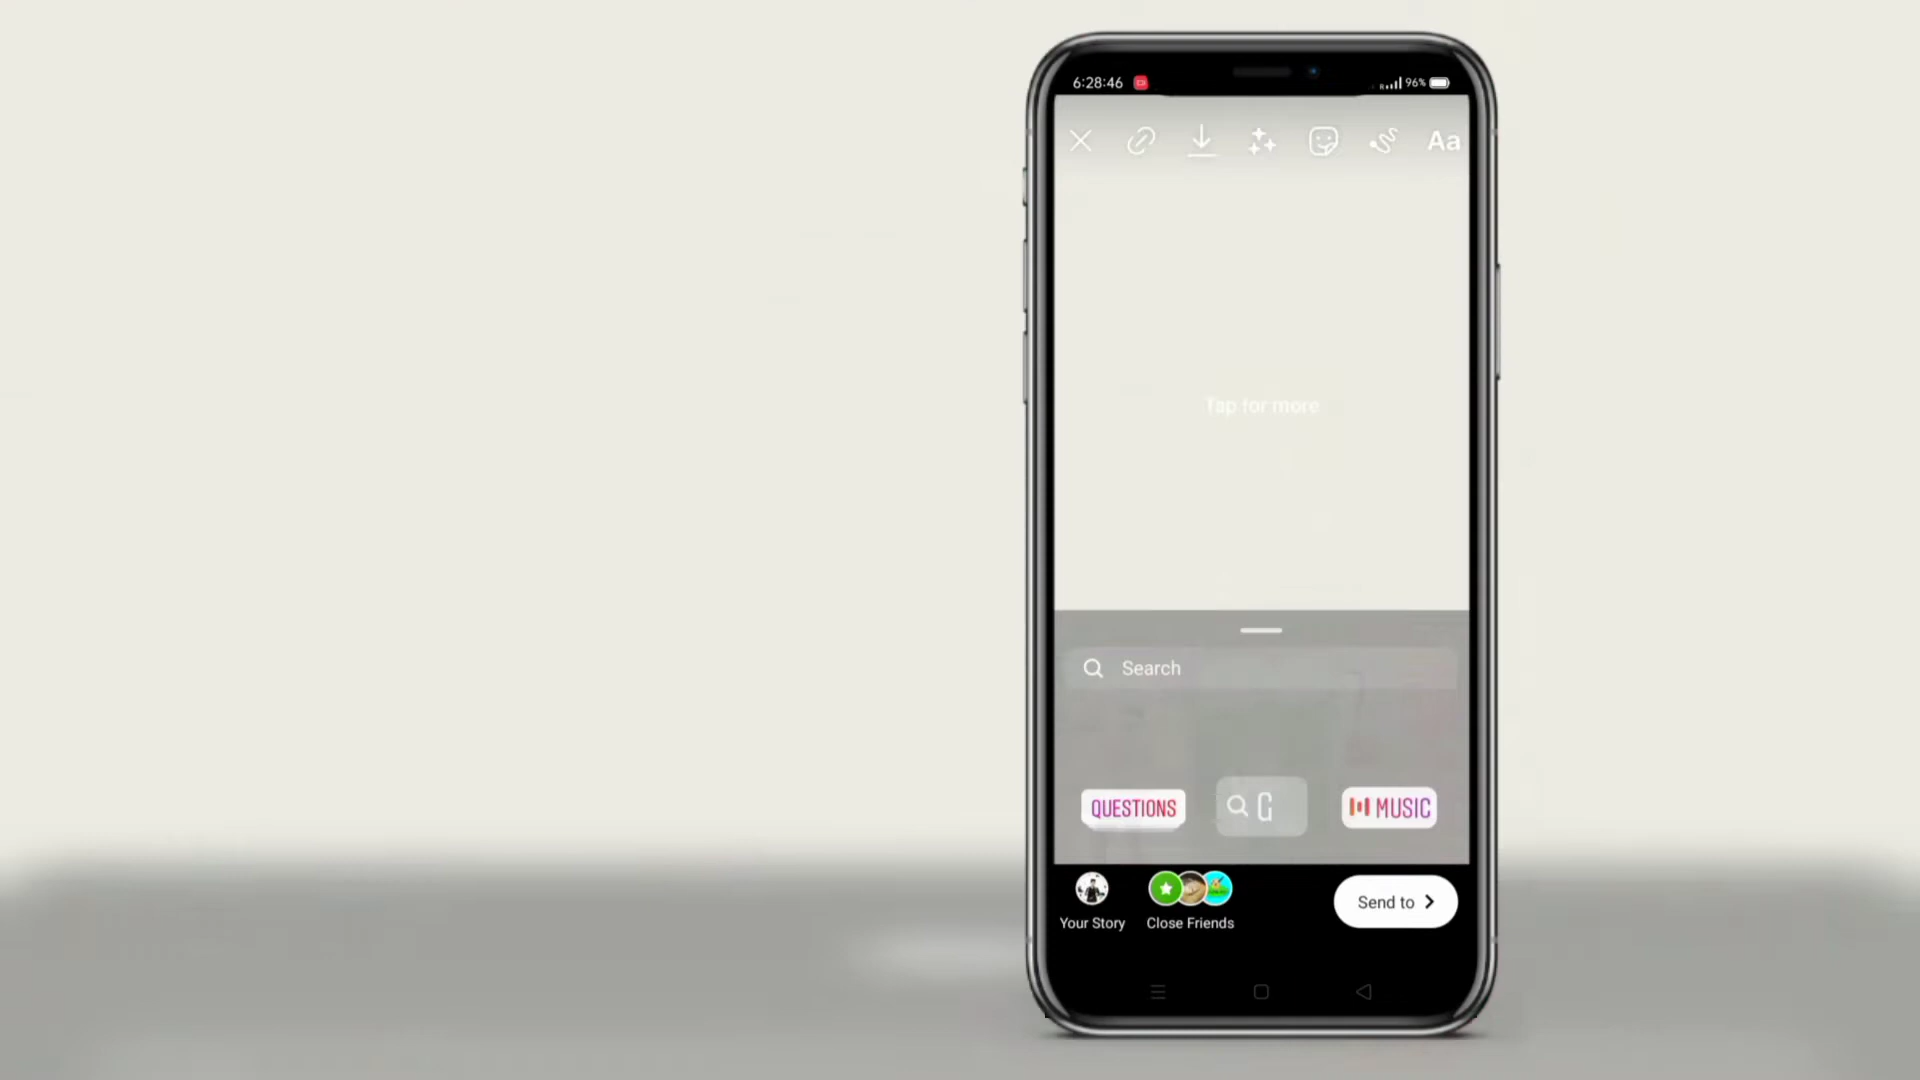 6:28:46 96%
Aa
Tap for more
Search
QUESTIONS
G
MUSIC
Your Story
Close Friends
Send to